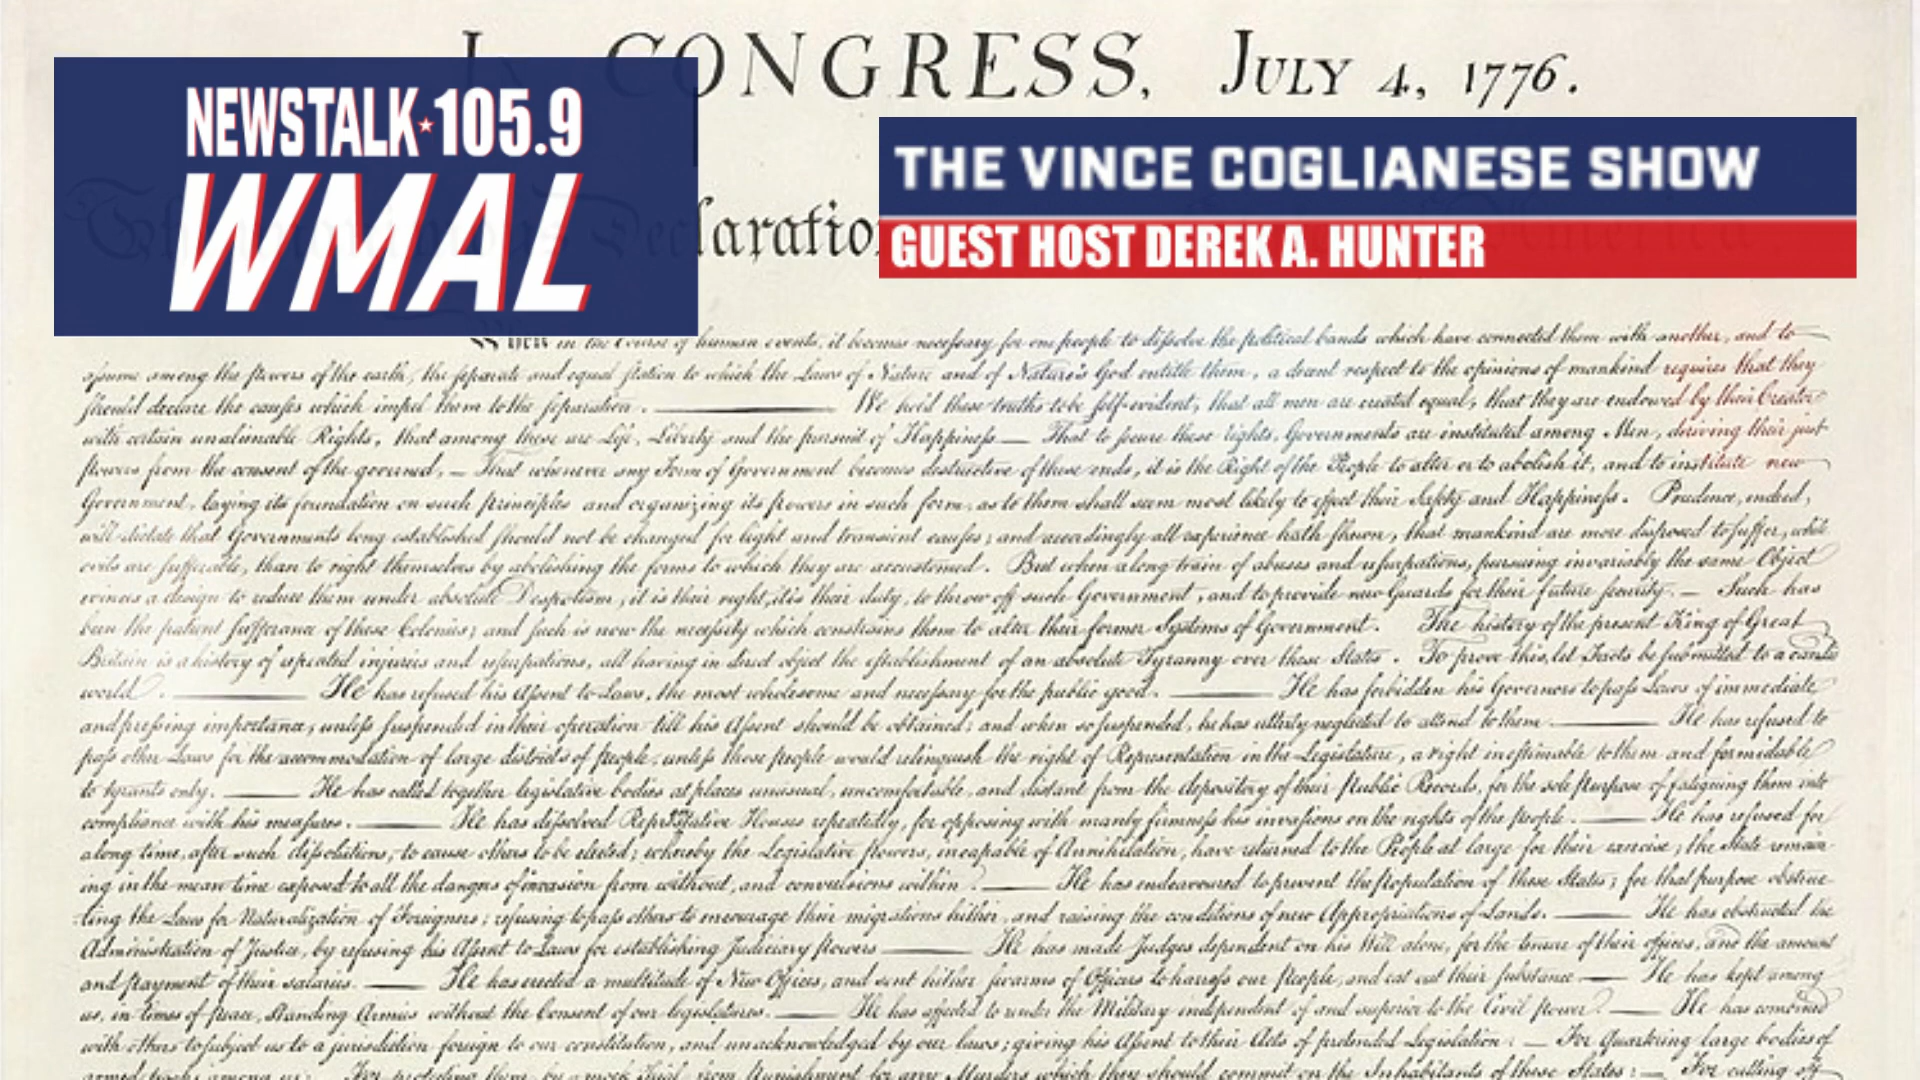 In CONGRESS, July 4, 1776.
NEWSTALK 105.9
WMAL
THE VINCE COGLIANESE SHOW
GUEST HOST DEREK A. HUNTER
laratio
When in the Course of human events, it becomes necessary for one people to dissolve the political bands which have connected them with another, and to
assume among the powers of the earth, the separate and equal station to which the Laws of Nature and of Nature's God entitle them, a decent respect to the opinions of mankind requires that they
should declare the causes which impel them to the separation. We hold these truths to be self-evident, that all men are created equal, that they are endowed by their Creator
with certain unalienable Rights, that among these are Life, Liberty and the pursuit of Happiness — That to secure these rights, Governments are instituted among Men, deriving their just
powers from the consent of the governed, — That whenever any Form of Government becomes destructive of these ends, it is the Right of the People to alter or to abolish it, and to institute new
Government, laying its foundation on such principles and organizing its powers in such form, as to them shall seem most likely to effect their Safety and Happiness. Prudence, indeed,
will dictate that Governments long established should not be changed for light and transient causes; and accordingly all experience hath shewn, that mankind are more disposed to suffer, while
evils are sufferable, than to right themselves by abolishing the forms to which they are accustomed. But when a long train of abuses and usurpations, pursuing invariably the same Object
evinces a design to reduce them under absolute Despotism, it is their right, it is their duty, to throw off such Government, and to provide new Guards for their future security. — Such has
been the patient sufferance of these Colonies; and such is now the necessity which constrains them to alter their former Systems of Government. The history of the present King of Great
Britain is a history of repeated injuries and usurpations, all having in direct object the establishment of an absolute Tyranny over these States. To prove this, let Facts be submitted to a candid
world. He has refused his Assent to Laws, the most wholesome and necessary for the public good. He has forbidden his Governors to pass Laws of immediate
and pressing importance, unless suspended in their operation till his Assent should be obtained; and when so suspended, he has utterly neglected to attend to them. He has refused to
pass other Laws for the accommodation of large districts of people, unless those people would relinquish the right of Representation in the Legislature, a right inestimable to them and formidable
to tyrants only. He has called together legislative bodies at places unusual, uncomfortable, and distant from the depository of their Public Records, for the sole purpose of fatiguing them into
compliance with his measures. He has dissolved Representative Houses repeatedly, for opposing with manly firmness his invasions on the rights of the people. He has refused for
a long time, after such dissolutions, to cause others to be elected; whereby the Legislative powers, incapable of Annihilation, have returned to the People at large for their exercise; the State remain-
ing in the mean time exposed to all the dangers of invasion from without, and convulsions within. He has endeavoured to prevent the population of these States; for that purpose obstruc-
ting the Laws for Naturalization of Foreigners; refusing to pass others to encourage their migrations hither, and raising the conditions of new Appropriations of Lands. He has obstructed the
Administration of Justice, by refusing his Assent to Laws for establishing Judiciary powers He has made Judges dependent on his Will alone, for the tenure of their offices, and the amount
and payment of their salaries. He has erected a multitude of New Offices, and sent hither swarms of Officers to harrass our People, and eat out their substance. — He has kept among
us, in times of peace, Standing Armies without the Consent of our legislatures. He has affected to render the Military independent of and superior to the Civil power. He has combined
with others to subject us to a jurisdiction foreign to our constitution, and unacknowledged by our laws; giving his Assent to their Acts of pretended Legislation: — For Quartering large bodies of
armed troops among us: For protecting them, by a mock Trial, from Punishment for any Murders which they should commit on the Inhabitants of these States: — For cutting off